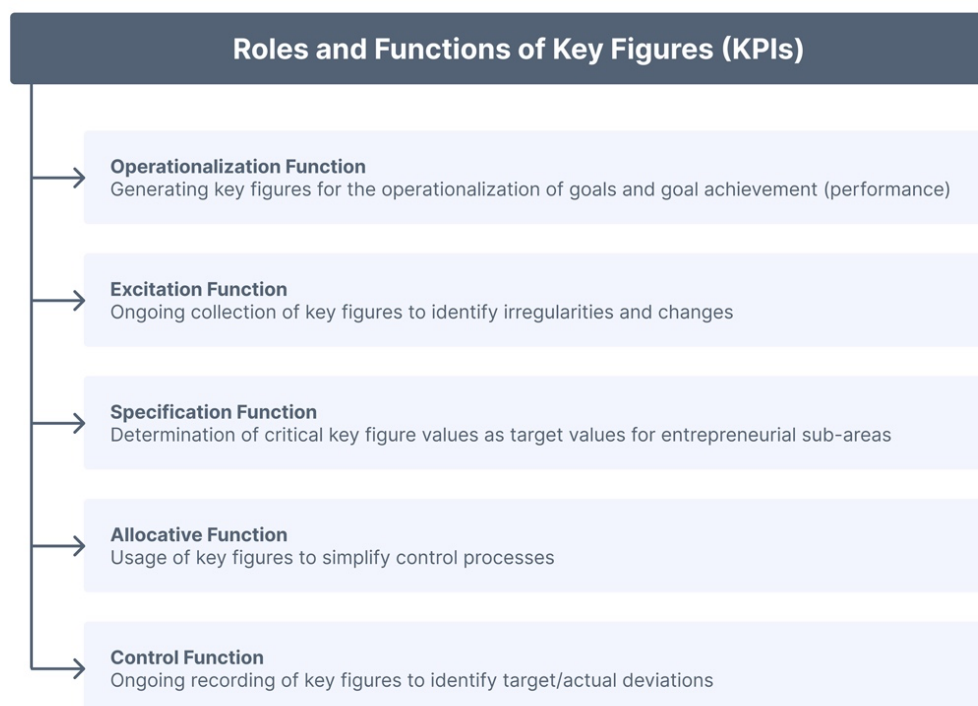 Roles and Functions of Key Figures (KPIs)
Operationalization Function
Generating key figures for the operationalization of goals and goal achievement (performance)
Excitation Function
Ongoing collection of key figures to identify irregularities and changes
Specification Function
Determination of critical key figure values as target values for entrepreneurial sub-areas
Allocative Function
Usage of key figures to simplify control processes
Control Function
Ongoing recording of key figures to identify target/actual deviations